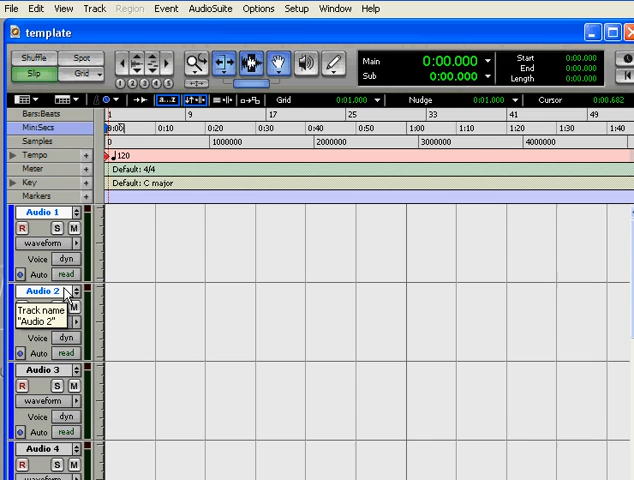 File Edit View Track Region Event AudioSuite Options Setup Window Help
template
Shuffle Spot
Slip Grid
1 2 3 4 5
Main 0:00.000
Sub 0:00.000
Start 0:00.000
End 0:00.000
Length 0:00.000
a...z Grid 0:01.000 Nudge 0:01.000 Cursor 0:00.682
Bars:Beats 1 9 17 25 33 41 49
Min:Secs 0:00 0:10 0:20 0:30 0:40 0:50 1:00 1:10 1:20 1:30 1:40
Samples 0 1000000 2000000 3000000 4000000
Tempo + 120
Meter + Default: 4/4
Key + Default: C major
Markers +
Audio 1
R S M
waveform
Voice dyn
Auto read
Audio 2
M
Track name
"Audio 2"
Voice dyn
Auto read
Audio 3
R S M
waveform
Voice dyn
Auto read
Audio 4
R S M
waveform